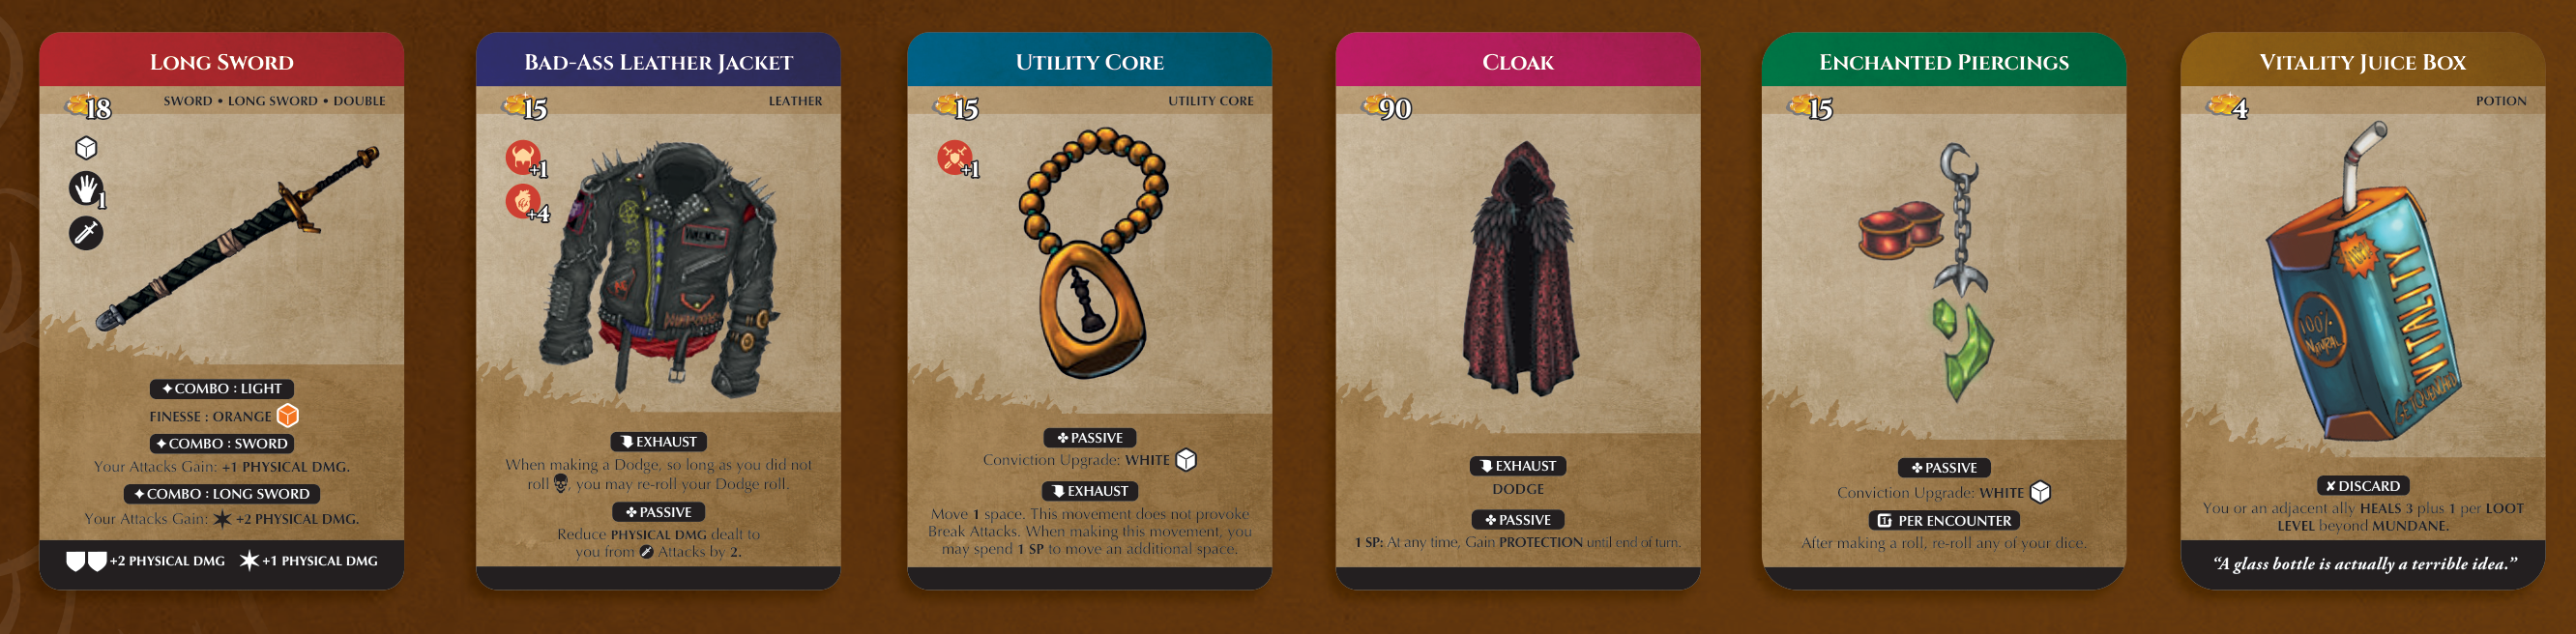 LONG SWORD
18
SWORD • LONG SWORD • DOUBLE
1
COMBO : LIGHT
FINESSE : ORANGE
COMBO : SWORD
Your Attacks Gain: +1 PHYSICAL DMG.
COMBO : LONG SWORD
Your Attacks Gain: +2 PHYSICAL DMG.
+2 PHYSICAL DMG +1 PHYSICAL DMG
BAD-ASS LEATHER JACKET
15
LEATHER
+1
+4
EXHAUST
When making a Dodge, so long as you did not
roll , you may re-roll your Dodge roll.
PASSIVE
Reduce PHYSICAL DMG dealt to
you from Attacks by 2.
UTILITY CORE
15
UTILITY CORE
+1
PASSIVE
Conviction Upgrade: WHITE
EXHAUST
Move 1 space. This movement does not provoke
Break Attacks. When making this movement, you
may spend 1 SP to move an additional space.
CLOAK
90
EXHAUST
DODGE
PASSIVE
1 SP: At any time, Gain PROTECTION until end of turn.
ENCHANTED PIERCINGS
15
PASSIVE
Conviction Upgrade: WHITE
PER ENCOUNTER
After making a roll, re-roll any of your dice.
VITALITY JUICE BOX
4
POTION
100%
NATURAL
VITALITY
DISCARD
You or an adjacent ally HEALS 3 plus 1 per LOOT
LEVEL beyond MUNDANE.
"A glass bottle is actually a terrible idea."